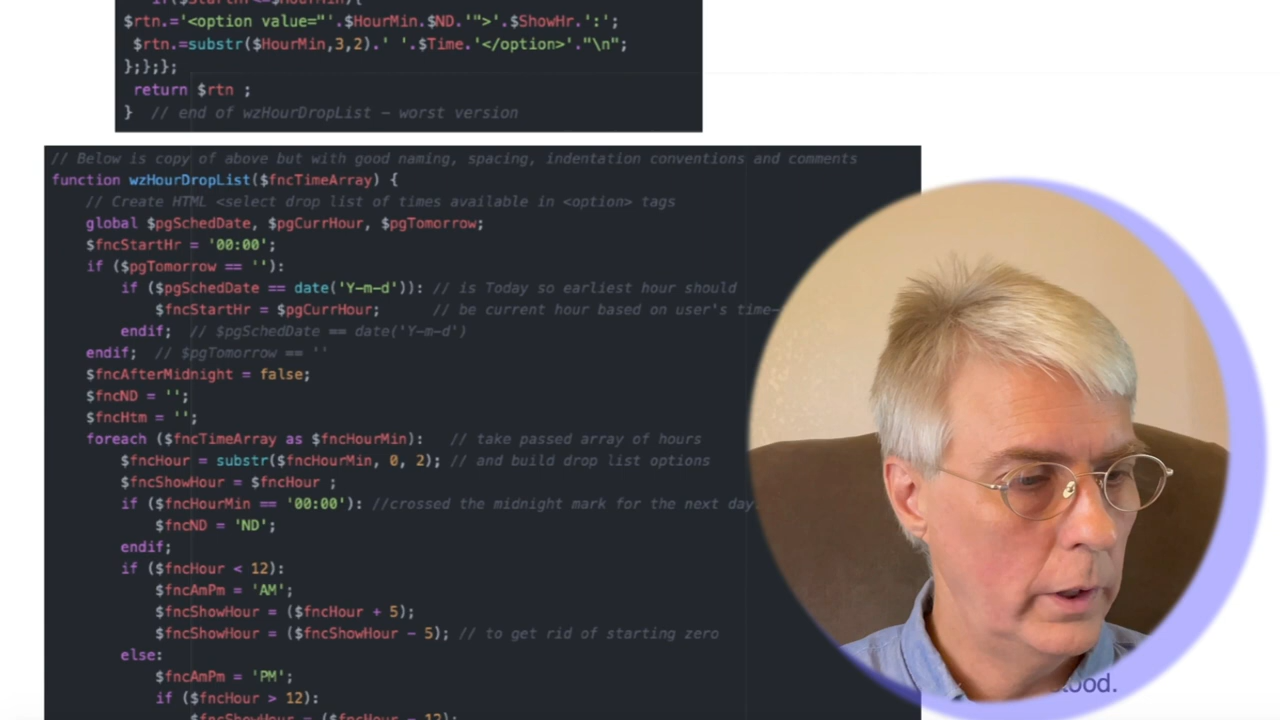 $rtn.='<option value="'.$HourMin.$ND.'">'.$ShowHr.':';
$rtn.=substr($HourMin,3,2).' '.$Time.'</option>'."\n";
};};};
return $rtn ;
} // end of wzHourDropList – worst version
// Below is copy of above but with good naming, spacing, indentation conventions and comments
function wzHourDropList($fncTimeArray) {
// Create HTML <select drop list of times available in <option> tags
global $pgSchedDate, $pgCurrHour, $pgTomorrow;
$fncStartHr = '00:00';
if ($pgTomorrow == ''):
if ($pgSchedDate == date('Y-m-d')): // is Today so earliest hour should
$fncStartHr = $pgCurrHour; // be current hour based on user's time-
endif; // $pgSchedDate == date('Y-m-d')
endif; // $pgTomorrow == ''
$fncAfterMidnight = false;
$fncND = '';
$fncHtm = '';
foreach ($fncTimeArray as $fncHourMin): // take passed array of hours
$fncHour = substr($fncHourMin, 0, 2); // and build drop list options
$fncShowHour = $fncHour ;
if ($fncHourMin == '00:00'): //crossed the midnight mark for the next day.
$fncND = 'ND';
endif;
if ($fncHour < 12):
$fncAmPm = 'AM';
$fncShowHour = ($fncHour + 5);
$fncShowHour = ($fncShowHour - 5); // to get rid of starting zero
else:
$fncAmPm = 'PM';
if ($fncHour > 12):
$fncShowHour = ($fncHour - 12);